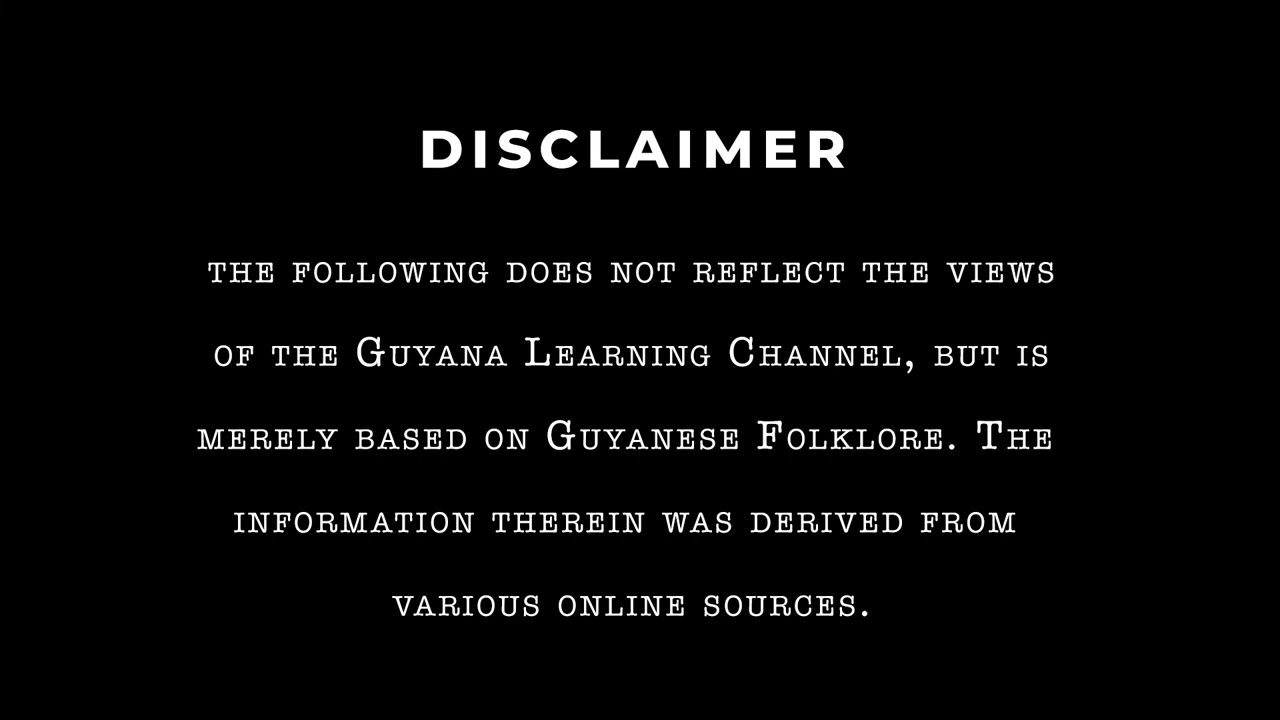 DISCLAIMER
the following does not reflect the views
of the Guyana Learning Channel, but is
merely based on Guyanese Folklore. The
information therein was derived from
various online sources.